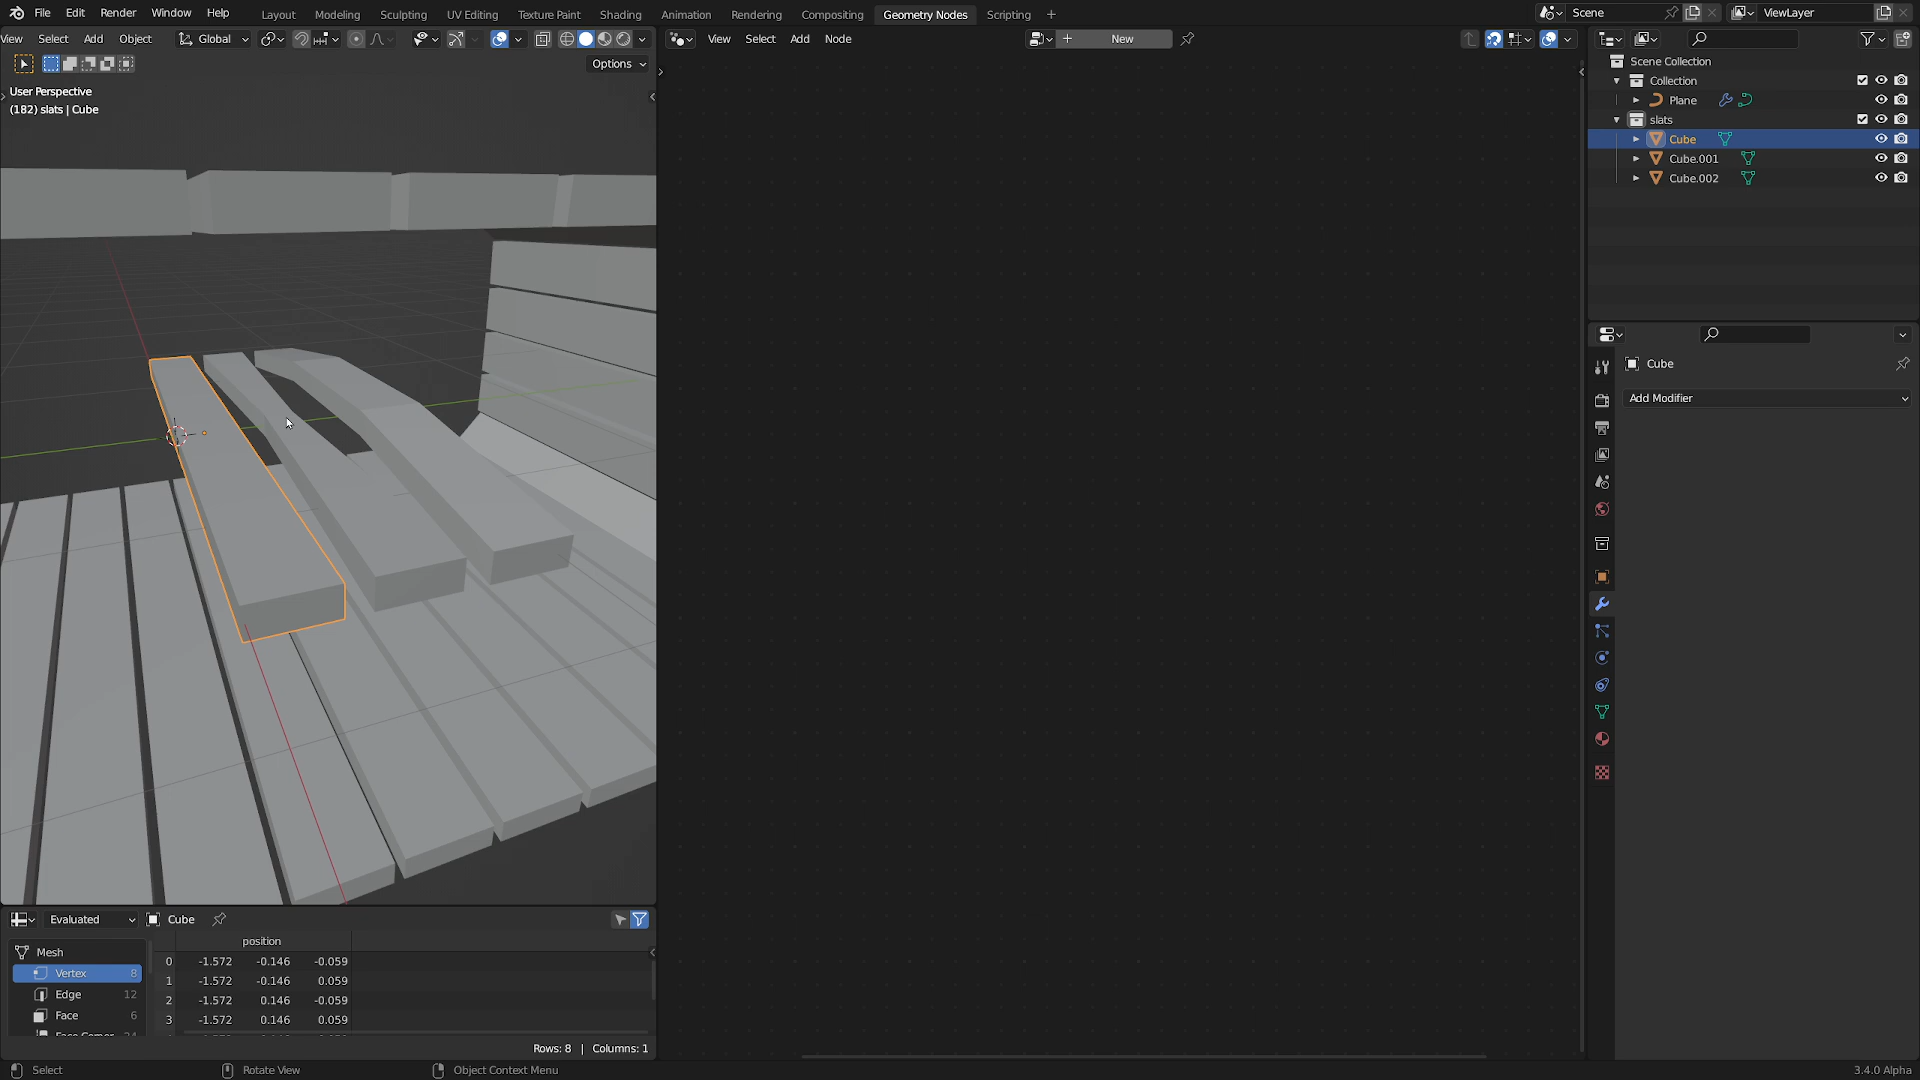 File Edit Render Window Help Layout Modeling Sculpting UV Editing Texture Paint Shading Animation Rendering Compositing Geometry Nodes Scripting + Scene ViewLayer
View Select Add Object Global View Select Add Node + New
Options
User Perspective
(182) slats | Cube
Scene Collection
Collection
Plane
slats
Cube
Cube.001
Cube.002
Cube
Add Modifier
Evaluated Cube
position
Mesh
Vertex 8
Edge 12
Face 6
0 -1.572 -0.146 -0.059
1 -1.572 -0.146 0.059
2 -1.572 0.146 -0.059
3 -1.572 0.146 0.059
Rows: 8 | Columns: 1
Select Rotate View Object Context Menu 3.4.0 Alpha